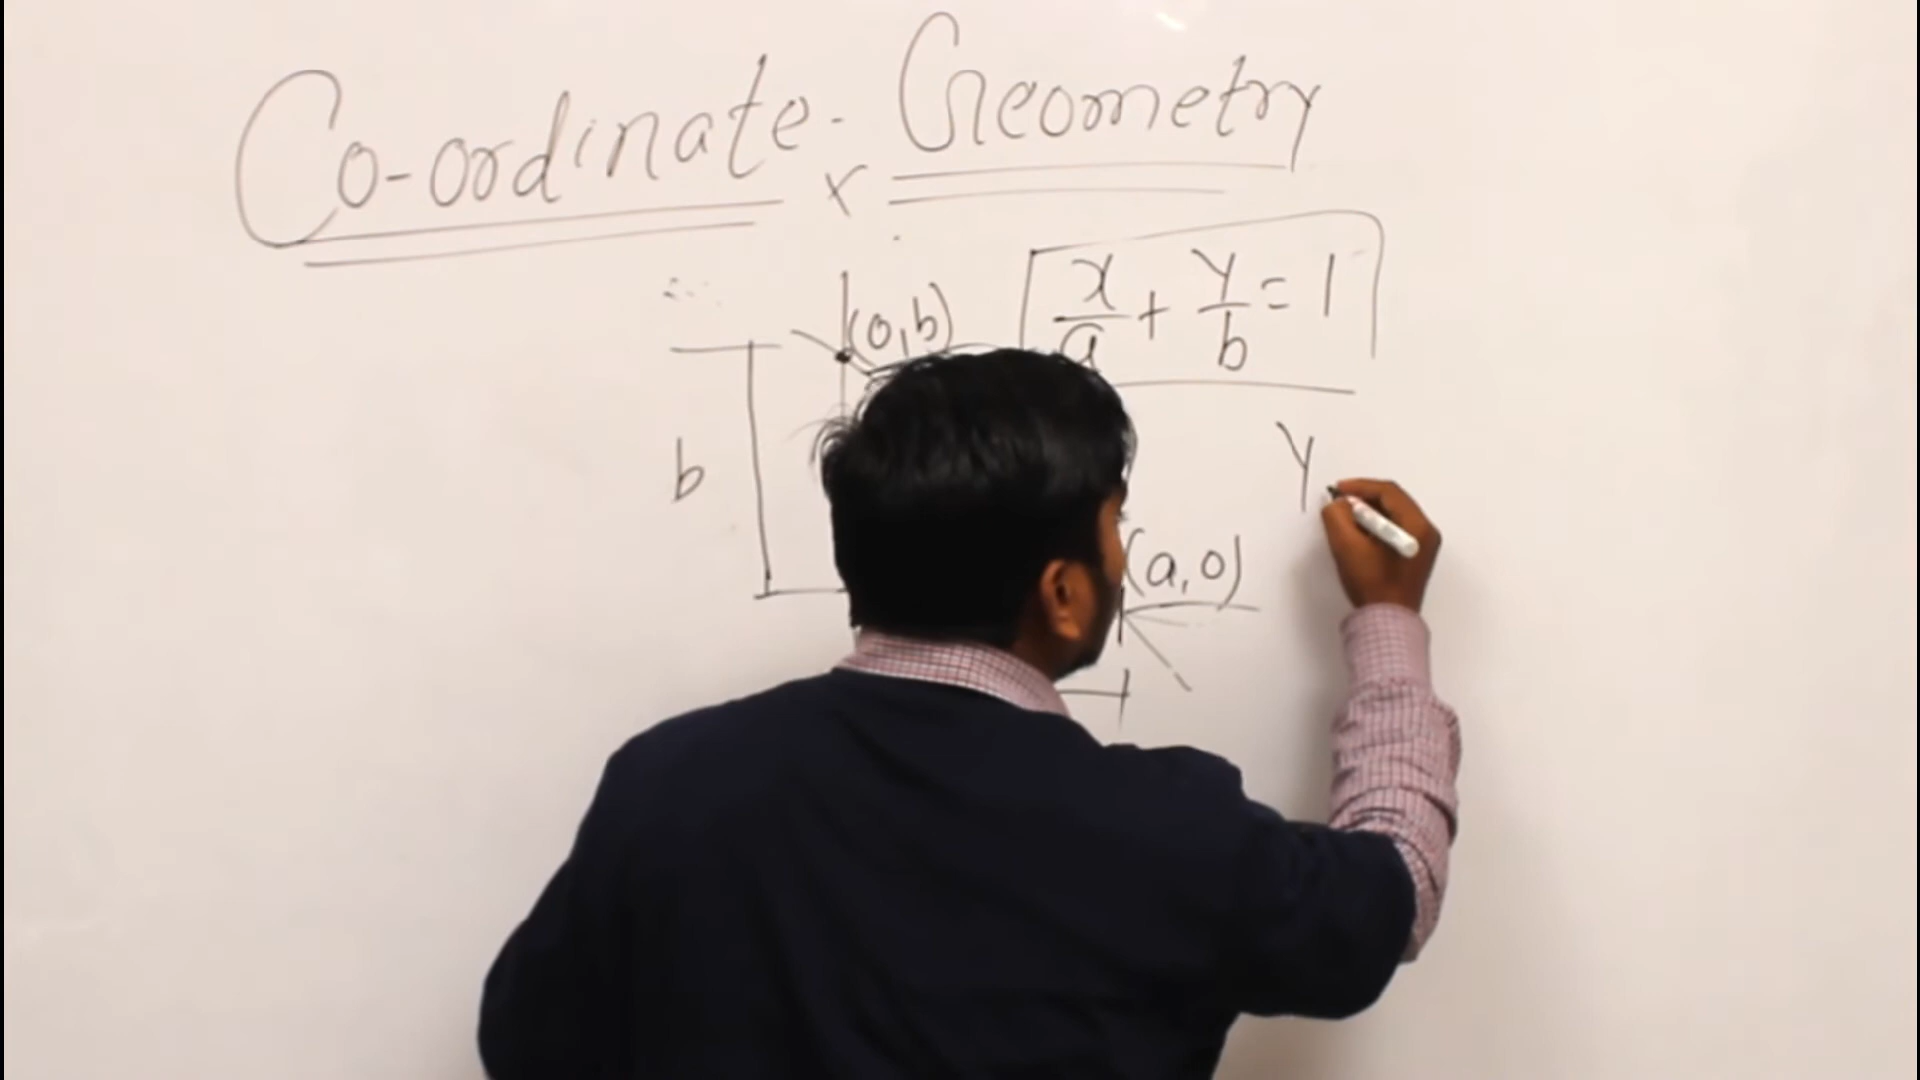 Co-ordinate-Geometry
x
(0,b)
x/a + y/b = 1
b
y
(a,0)